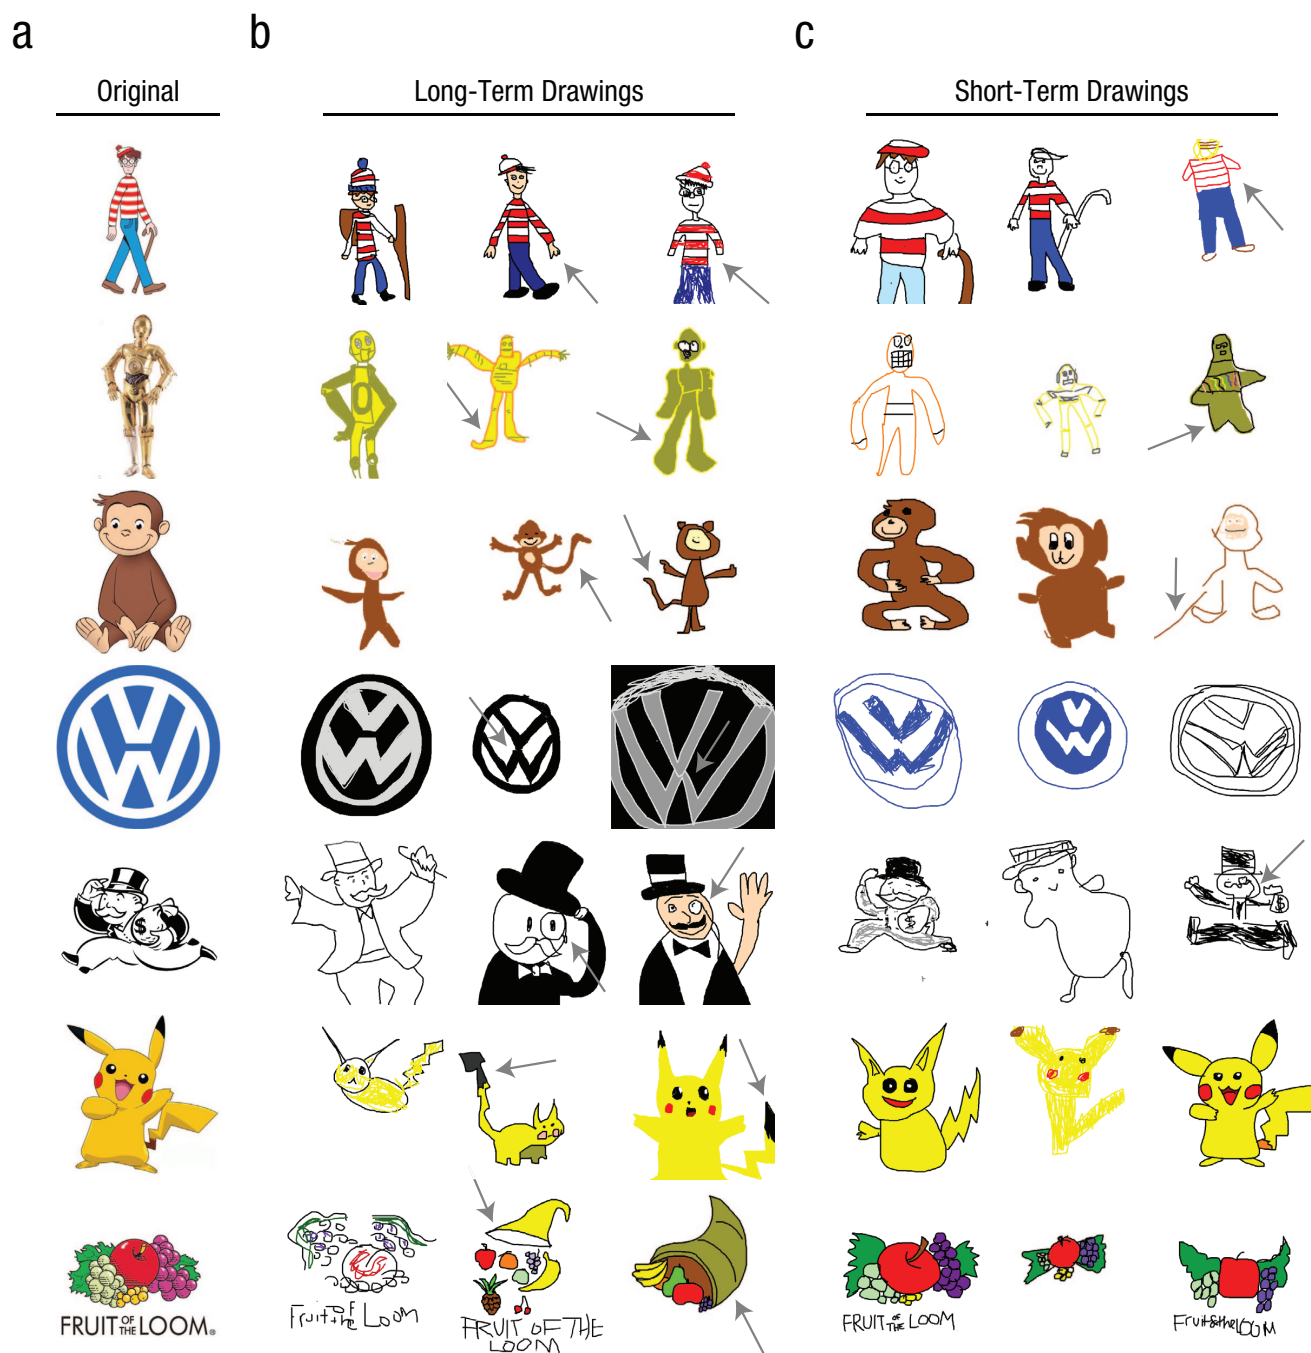 a
b
c
Original
Long-Term Drawings
Short-Term Drawings
W
$
$
$
FRUIT OF THE LOOM®
Fruit of the Loom
FRUIT OF THE
LOOM
FRUIT OF THE LOOM
Fruit of the LOOM